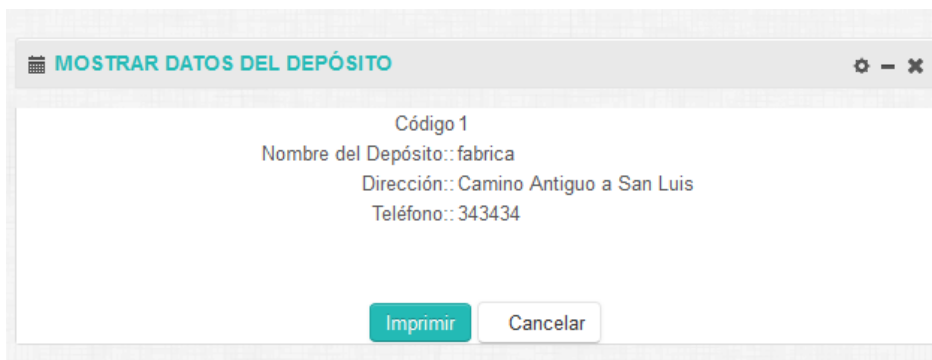 MOSTRAR DATOS DEL DEPÓSITO
Código 1
Nombre del Depósito:: fabrica
Dirección:: Camino Antiguo a San Luis
Teléfono:: 343434
Imprimir Cancelar